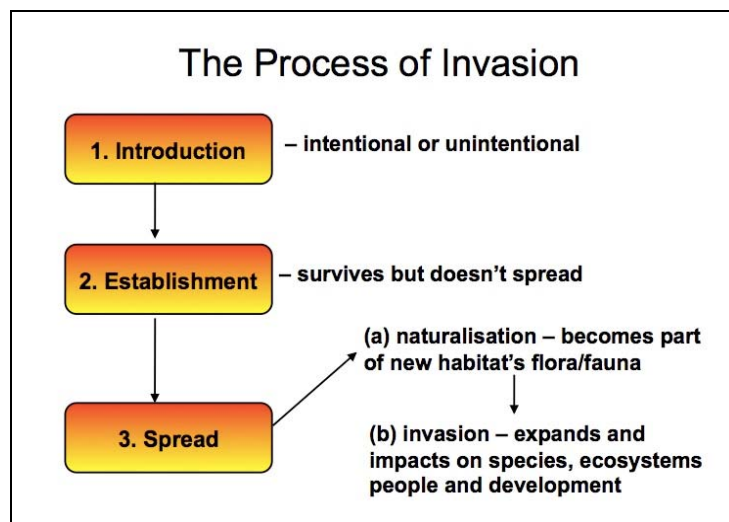 The Process of Invasion
1. Introduction
– intentional or unintentional
2. Establishment
– survives but doesn’t spread
3. Spread
(a) naturalisation – becomes part
of new habitat’s flora/fauna
(b) invasion – expands and
impacts on species, ecosystems
people and development